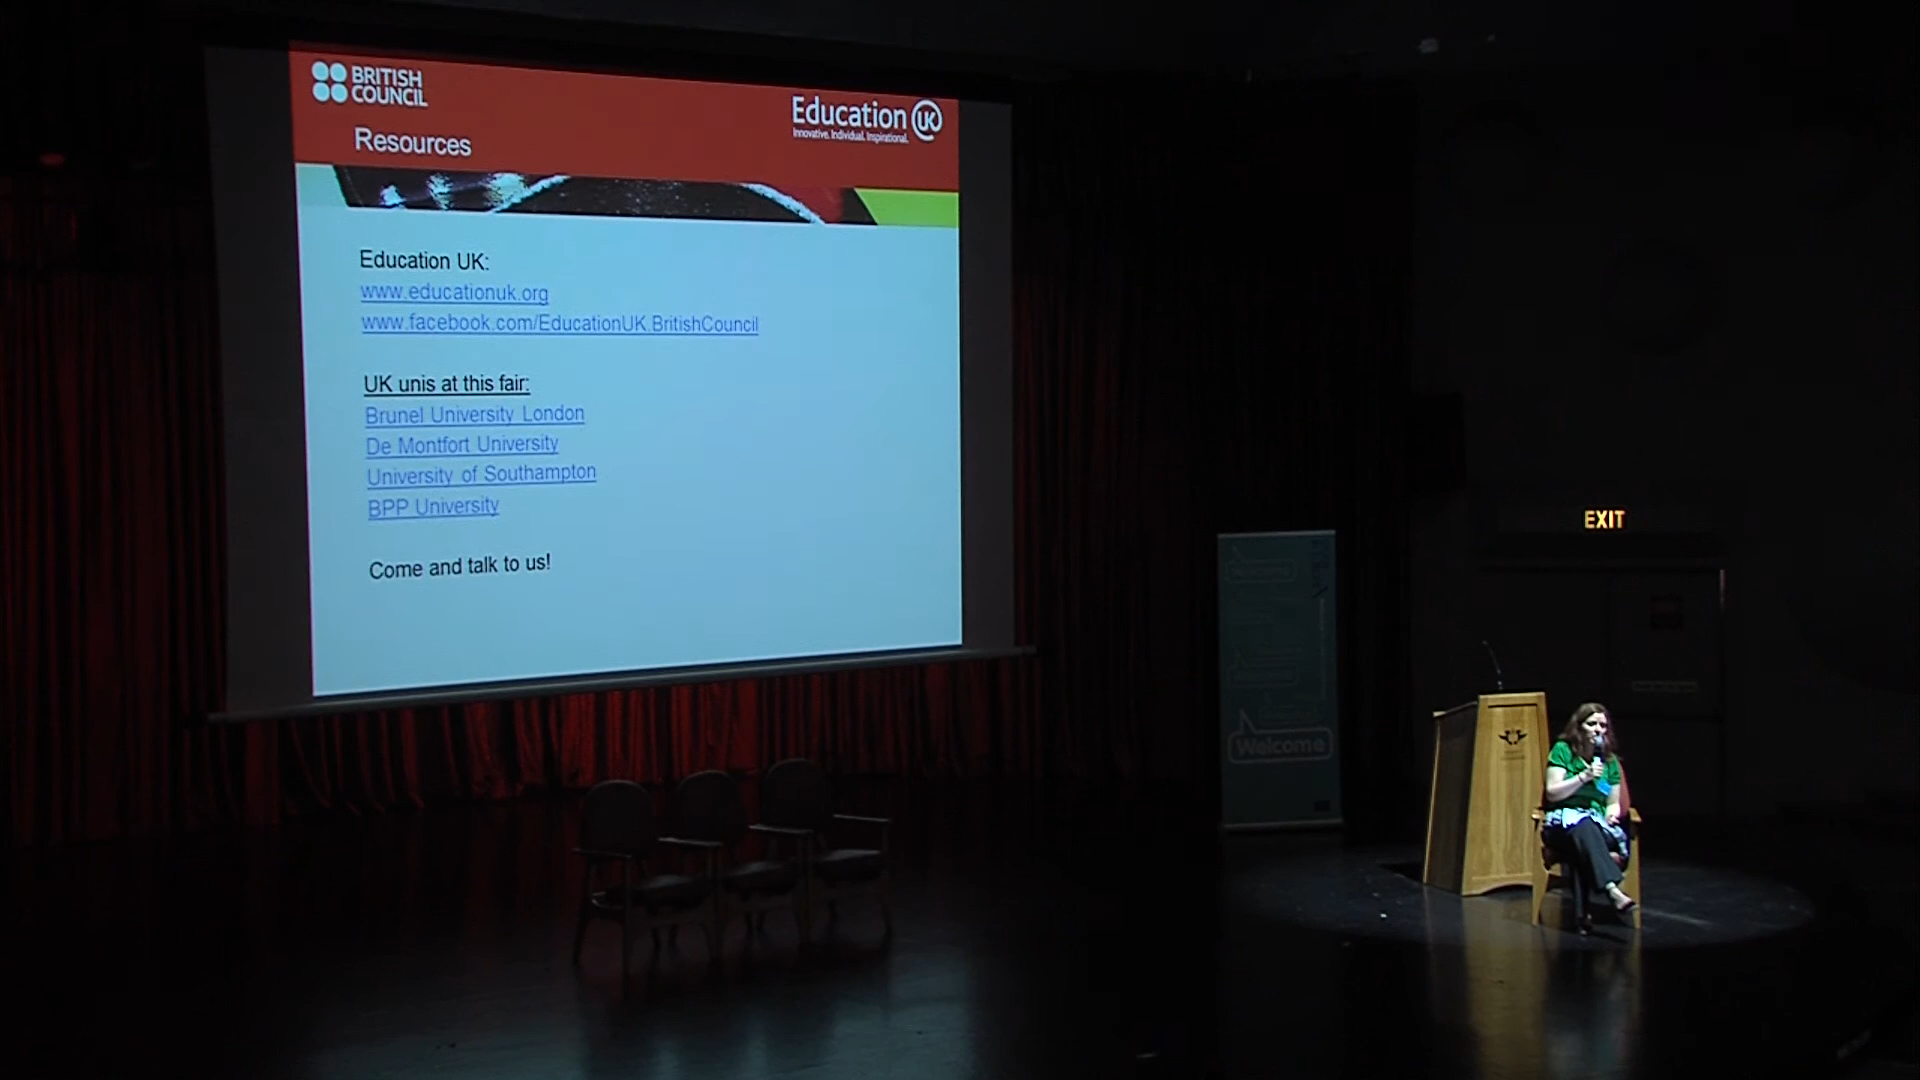 BRITISH
COUNCIL
Education UK
Innovative. Individual. Inspirational.
Resources
Education UK:
www.educationuk.org
www.facebook.com/EducationUK.BritishCouncil
UK unis at this fair:
Brunel University London
De Montfort University
University of Southampton
BPP University
Come and talk to us!
EXIT
Welcome